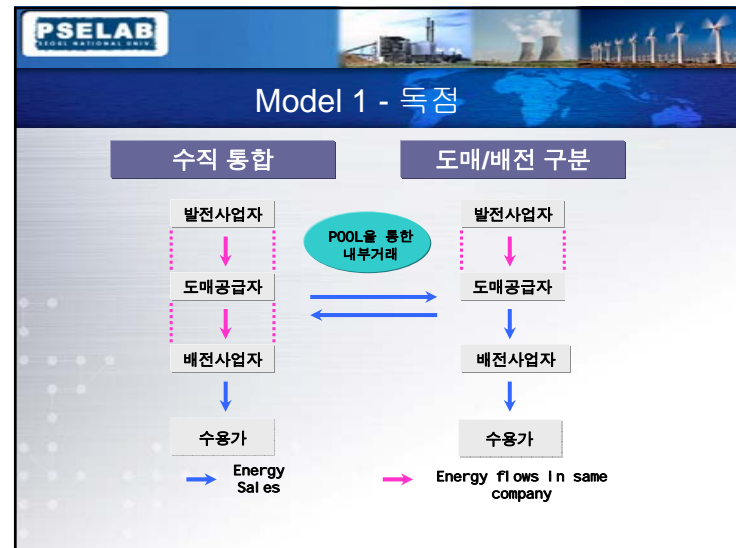 PSELAB
SEOUL NATIONAL UNIV.
Model 1 - 독점
수직 통합
도매/배전 구분
발전사업자
발전사업자
POOL을 통한
내부거래
도매공급자
도매공급자
배전사업자
배전사업자
수용가
수용가
Energy
Sales
Energy flows In same
company